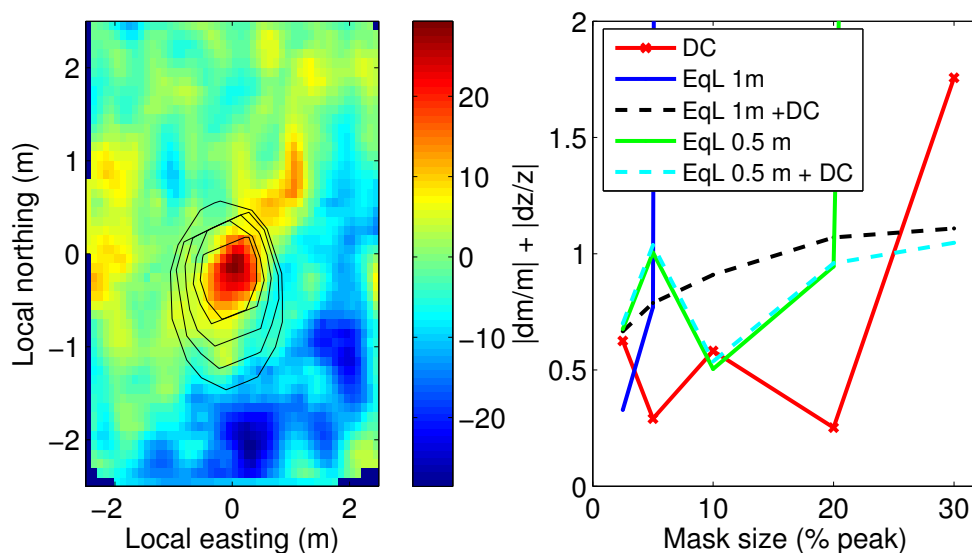 2
1
0
−1
−2
Local northing (m)
−2
0
2
Local easting (m)
20
10
0
−10
−20
|dm/m| + |dz/z|
2
1.5
1
0.5
0
DC
EqL 1m
EqL 1m +DC
EqL 0.5 m
EqL 0.5 m + DC
0
10
20
30
Mask size (% peak)